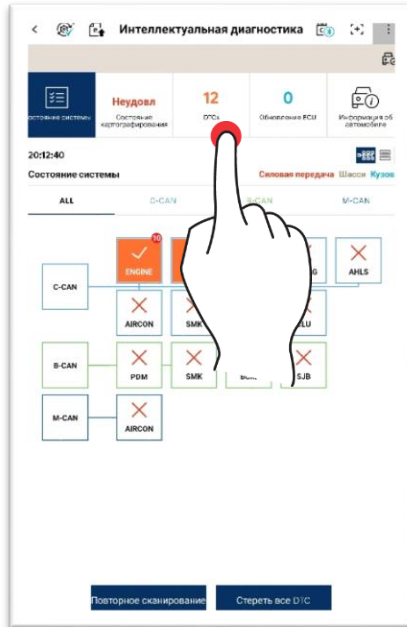 Интеллектуальная диагностика
Неудовл
12
0
Состояние системы
Состояние
картографирования
DTCs
Обновления ECU
Информация об
автомобиле
20:12:40
Состояние системы
Силовая передача Шасси Кузов
ALL
C-CAN
M-CAN
10
ENGINE
AHLS
C-CAN
AIRCON
SMK
B-CAN
PDM
SMK
SJB
M-CAN
AIRCON
Повторное сканирование
Стереть все DTC